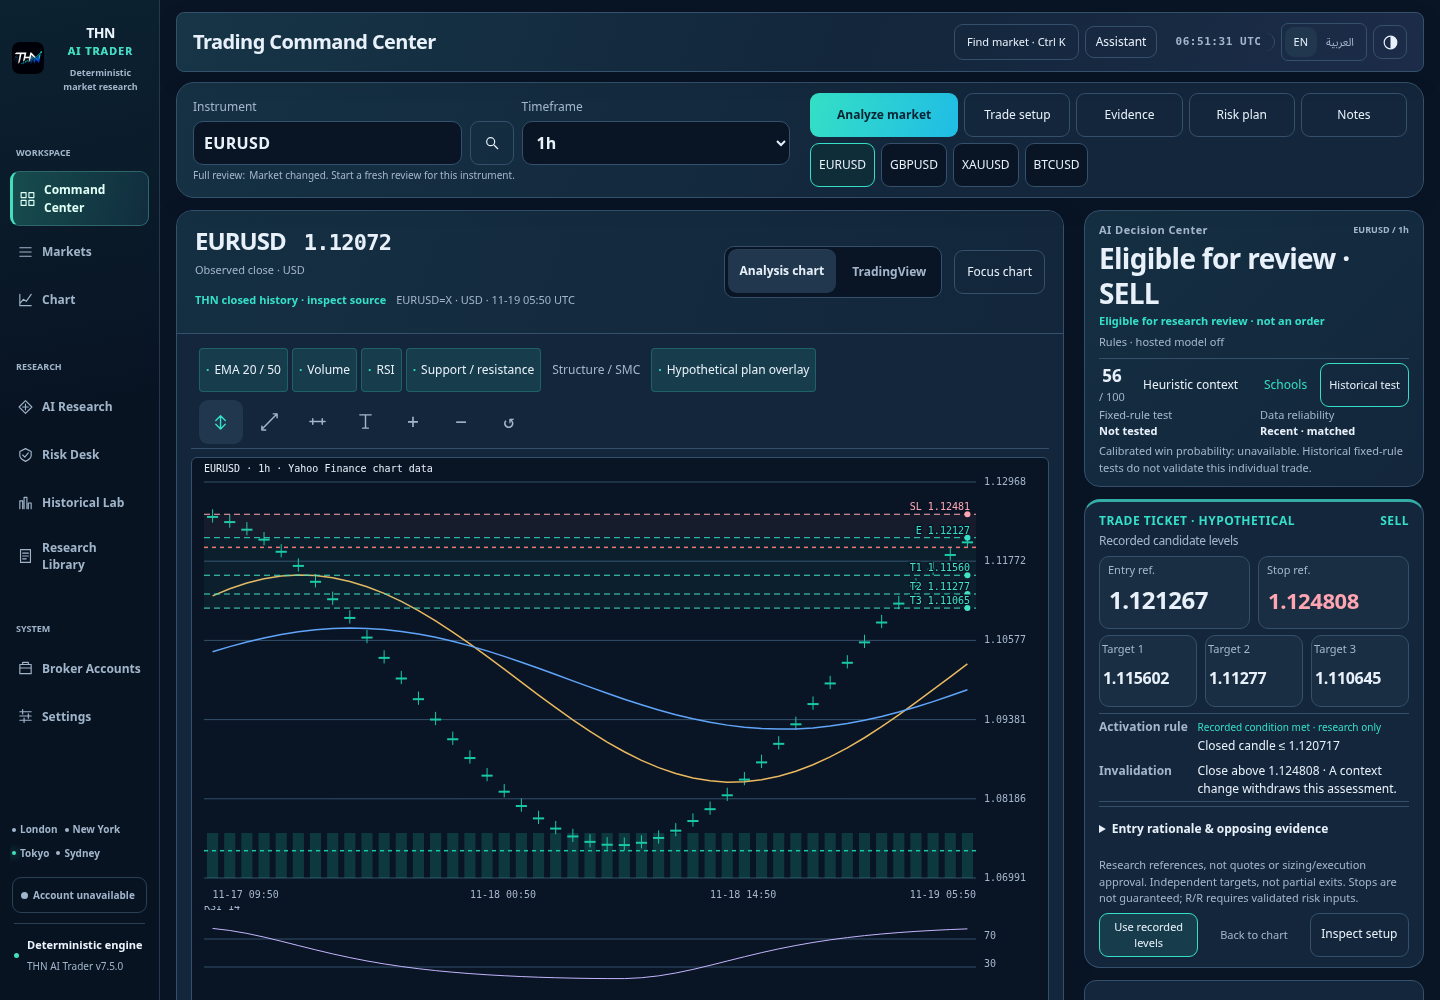 THN
AI TRADER
Deterministic
market research
WORKSPACE
Command
Center
Markets
Chart
RESEARCH
AI Research
Risk Desk
Historical Lab
Research
Library
SYSTEM
Broker Accounts
Settings
London New York
Tokyo Sydney
Account unavailable
Deterministic engine
THN AI Trader v7.5.0
Trading Command Center
Find market · Ctrl K
Assistant
06:51:31 UTC
EN
العربية
Instrument
Timeframe
EURUSD
1h
Full review: Market changed. Start a fresh review for this instrument.
Analyze market
Trade setup
Evidence
Risk plan
Notes
EURUSD
GBPUSD
XAUUSD
BTCUSD
EURUSD 1.12072
Observed close · USD
THN closed history · inspect source EURUSD=X · USD · 11-19 05:50 UTC
Analysis chart
TradingView
Focus chart
· EMA 20 / 50
· Volume
· RSI
· Support / resistance
Structure / SMC
· Hypothetical plan overlay
EURUSD · 1h · Yahoo Finance chart data
1.12968
SL 1.12481
E 1.12127
1.11772
T1 1.11560
T2 1.11277
T3 1.11065
1.10577
1.09381
1.08186
1.06991
11-17 09:50
11-18 00:50
11-18 14:50
11-19 05:50
RSI 14
70
30
AI Decision Center
EURUSD / 1h
Eligible for review ·
SELL
Eligible for research review · not an order
Rules · hosted model off
56
/ 100
Heuristic context
Schools
Historical test
Fixed-rule test
Not tested
Data reliability
Recent · matched
Calibrated win probability: unavailable. Historical fixed-rule
tests do not validate this individual trade.
TRADE TICKET · HYPOTHETICAL
SELL
Recorded candidate levels
Entry ref.
1.121267
Stop ref.
1.124808
Target 1
1.115602
Target 2
1.11277
Target 3
1.110645
Activation rule Recorded condition met · research only
Closed candle ≤ 1.120717
Invalidation Close above 1.124808 · A context
change withdraws this assessment.
Entry rationale & opposing evidence
Research references, not quotes or sizing/execution
approval. Independent targets, not partial exits. Stops are
not guaranteed; R/R requires validated risk inputs.
Use recorded
levels
Back to chart
Inspect setup